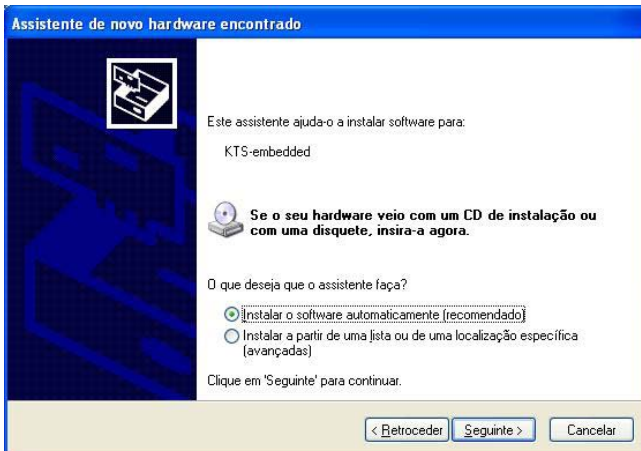 Assistente de novo hardware encontrado
Este assistente ajuda-o a instalar software para:
KTS-embedded
Se o seu hardware veio com um CD de instalação ou
com uma disquete, insira-a agora.
O que deseja que o assistente faça?
Instalar o software automaticamente (recomendado)
Instalar a partir de uma lista ou de uma localização específica
(avançadas)
Clique em 'Seguinte' para continuar.
< Retroceder Seguinte > Cancelar